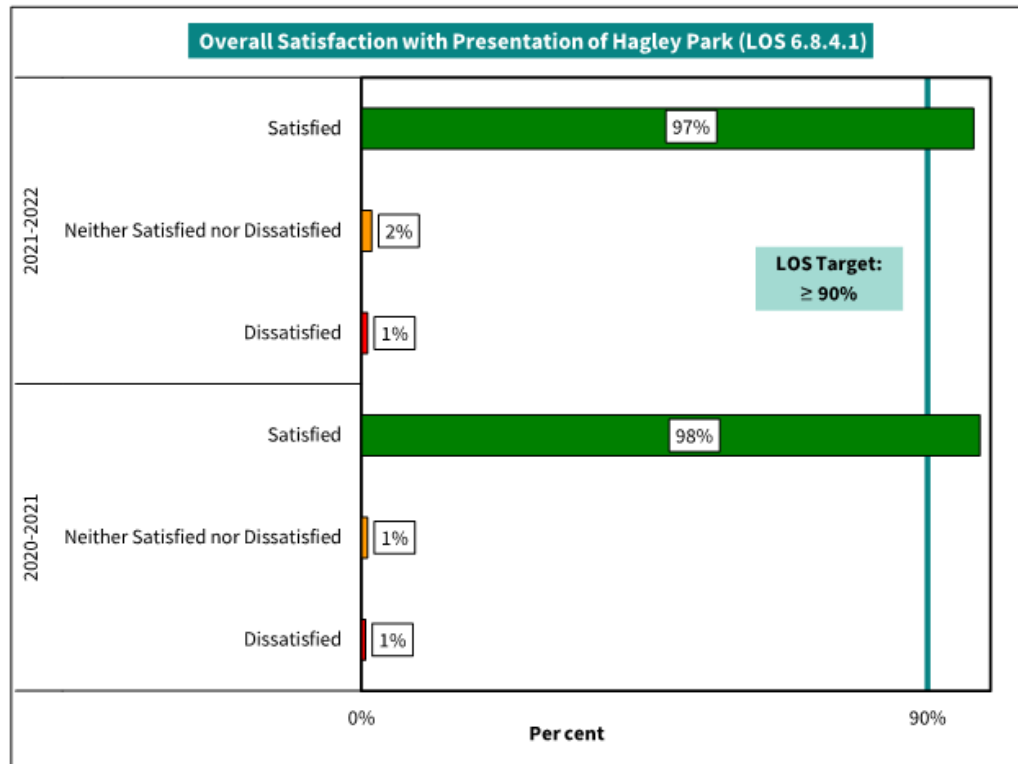 Overall Satisfaction with Presentation of Hagley Park (LOS 6.8.4.1)
2021-2022
Satisfied
97%
Neither Satisfied nor Dissatisfied
2%
LOS Target:
≥ 90%
Dissatisfied
1%
2020-2021
Satisfied
98%
Neither Satisfied nor Dissatisfied
1%
Dissatisfied
1%
0%
90%
Per cent